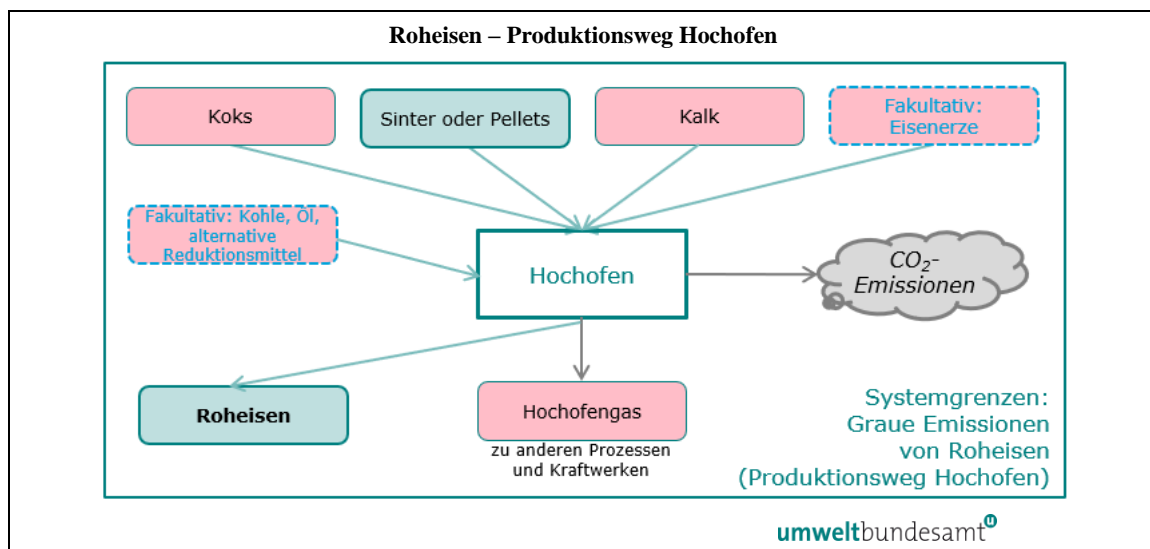 Roheisen – Produktionsweg Hochofen
Koks
Sinter oder Pellets
Kalk
Fakultativ:
Eisenerze
Fakultativ: Kohle, Öl,
alternative
Reduktionsmittel
Hochofen
CO₂-
Emissionen
Roheisen
Hochofengas
zu anderen Prozessen
und Kraftwerken
Systemgrenzen:
Graue Emissionen
von Roheisen
(Produktionsweg Hochofen)
umweltbundesamt u